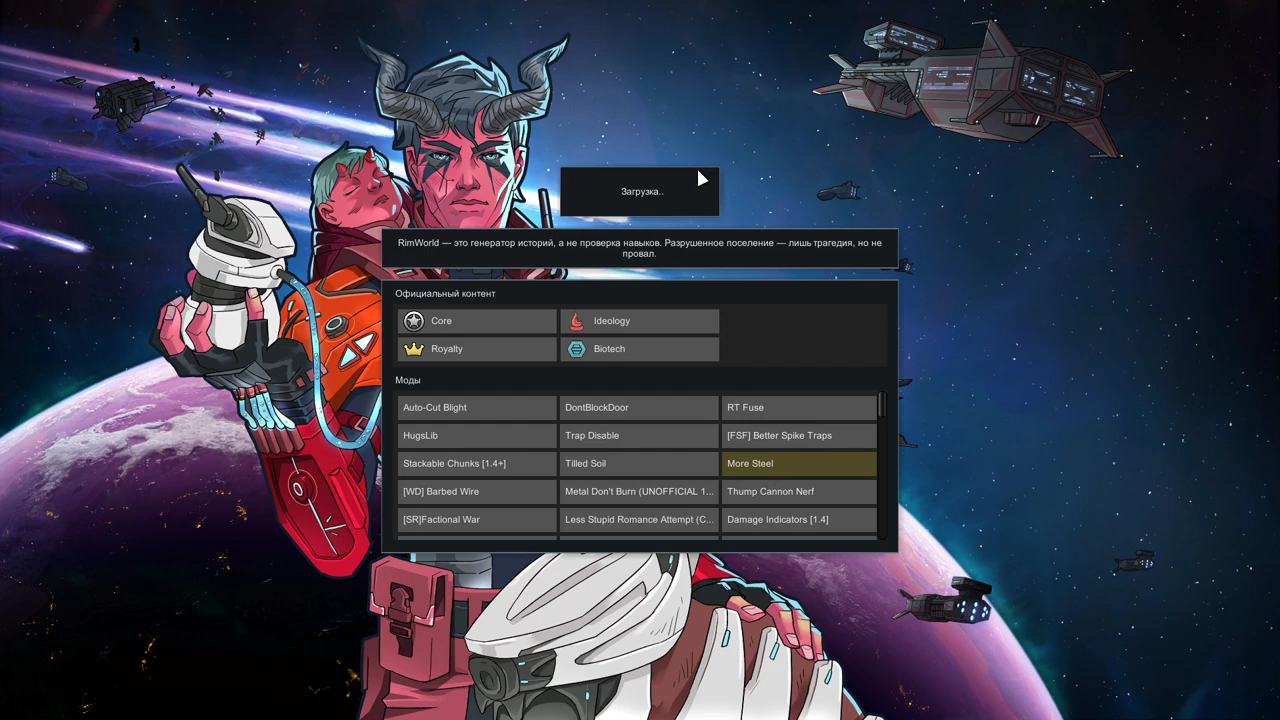 Загрузка..
RimWorld — это генератор историй, а не проверка навыков. Разрушенное поселение — лишь трагедия, но не
провал.
Официальный контент
Core
Ideology
Royalty
Biotech
Моды
Auto-Cut Blight
DontBlockDoor
RT Fuse
HugsLib
Trap Disable
[FSF] Better Spike Traps
Stackable Chunks [1.4+]
Tilled Soil
More Steel
[WD] Barbed Wire
Metal Don't Burn (UNOFFICIAL 1...
Thump Cannon Nerf
[SR]Factional War
Less Stupid Romance Attempt (C...
Damage Indicators [1.4]